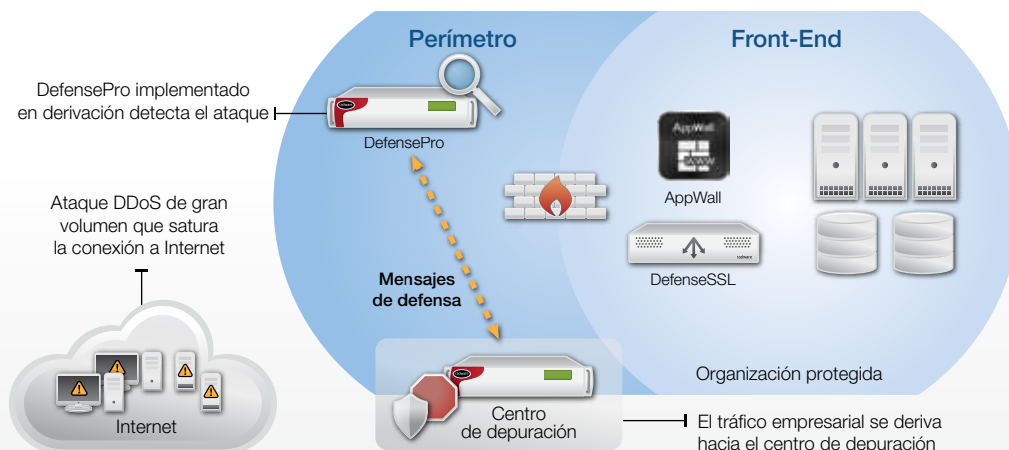 Perímetro
Front-End
DefensePro implementado
en derivación detecta el ataque
DefensePro
AppWall
WWW
AppWall
Ataque DDoS de gran
volumen que satura
la conexión a Internet
DefenseSSL
Mensajes
de defensa
Organización protegida
Internet
Centro
de depuración
El tráfico empresarial se deriva
hacia el centro de depuración